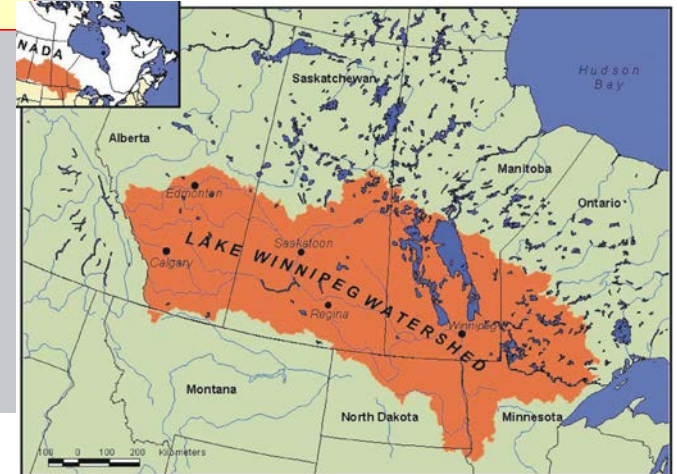 NADA
A
Hudson
Bay
Saskatchewan
Alberta
Manitoba
Ontario
Edmonton
Saskatoon
Calgary
LAKE WINNIPEG WATERSHED
Regina
Winnipeg
Montana
North Dakota
Minnesota
100 0 100 200 Kilometers